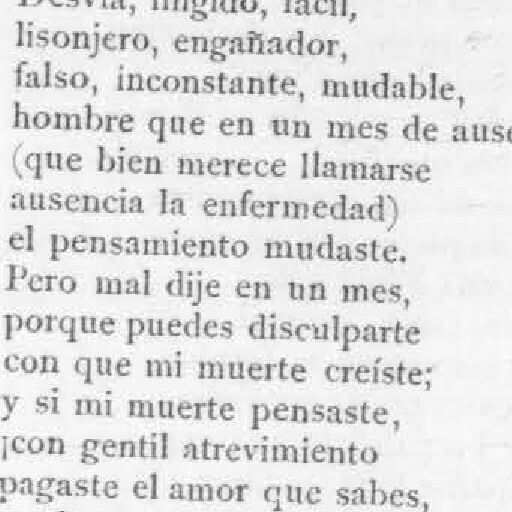 Desvía, fingido, fácil,
lisonjero, engañador,
falso, inconstante, mudable,
hombre que en un mes de
(que bien merece llamarse
ausencia la enfermedad)
el pensamiento mudaste.
Pero mal dije en un mes,
porque puedes disculparte
con que mi muerte creíste;
y si mi muerte pensaste,
¡con gentil atrevimiento
pagaste el amor que sabes,